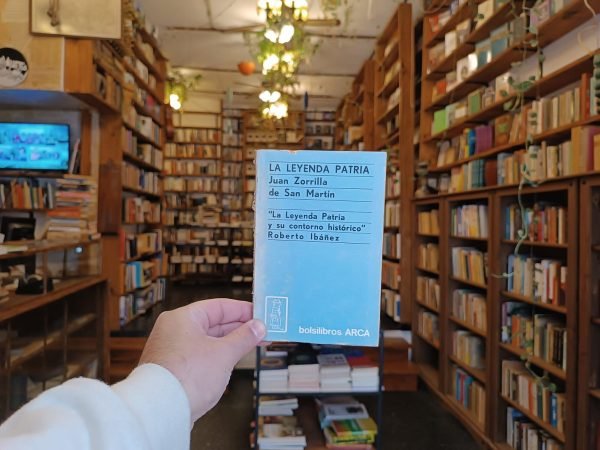 LA LEYENDA PATRIA
Juan Zorrilla
de San Martín
"La Leyenda Patria
y su contorno histórico"
Roberto Ibáñez
bolsilibros ARCA